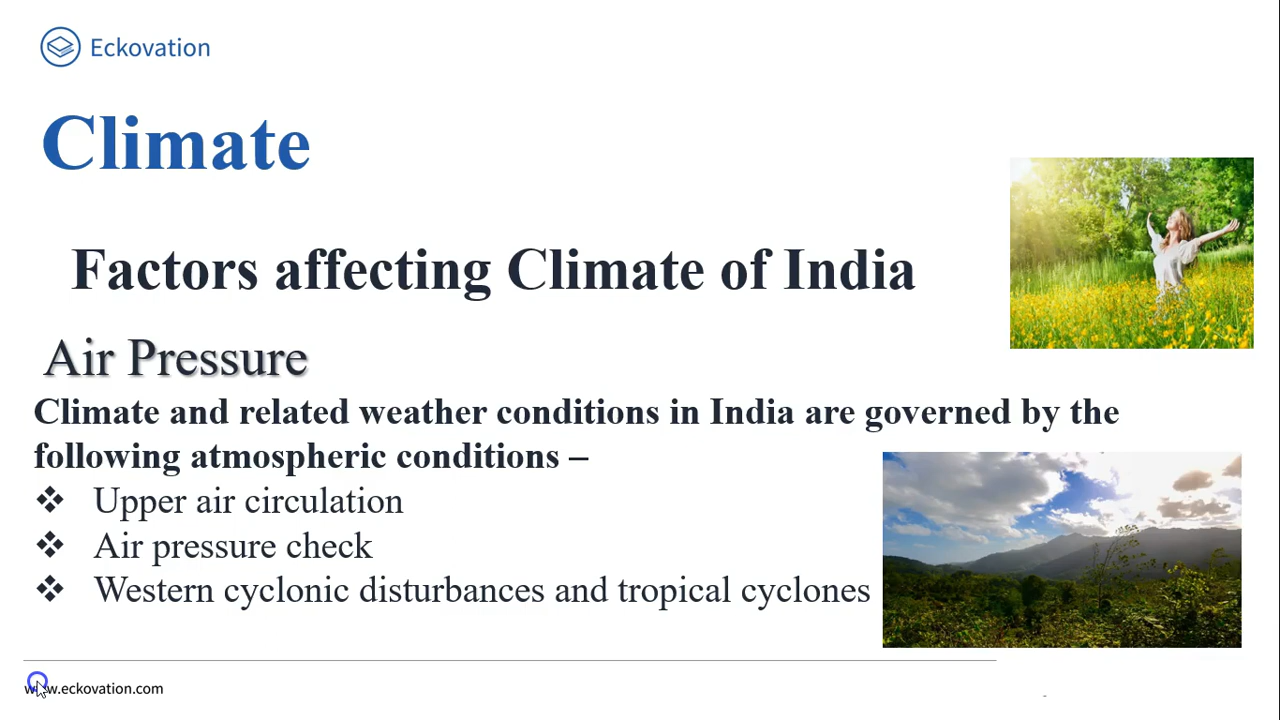 Eckovation
Climate
Factors affecting Climate of India
Air Pressure
Climate and related weather conditions in India are governed by the
following atmospheric conditions –
❖ Upper air circulation
❖ Air pressure check
❖ Western cyclonic disturbances and tropical cyclones
www.eckovation.com